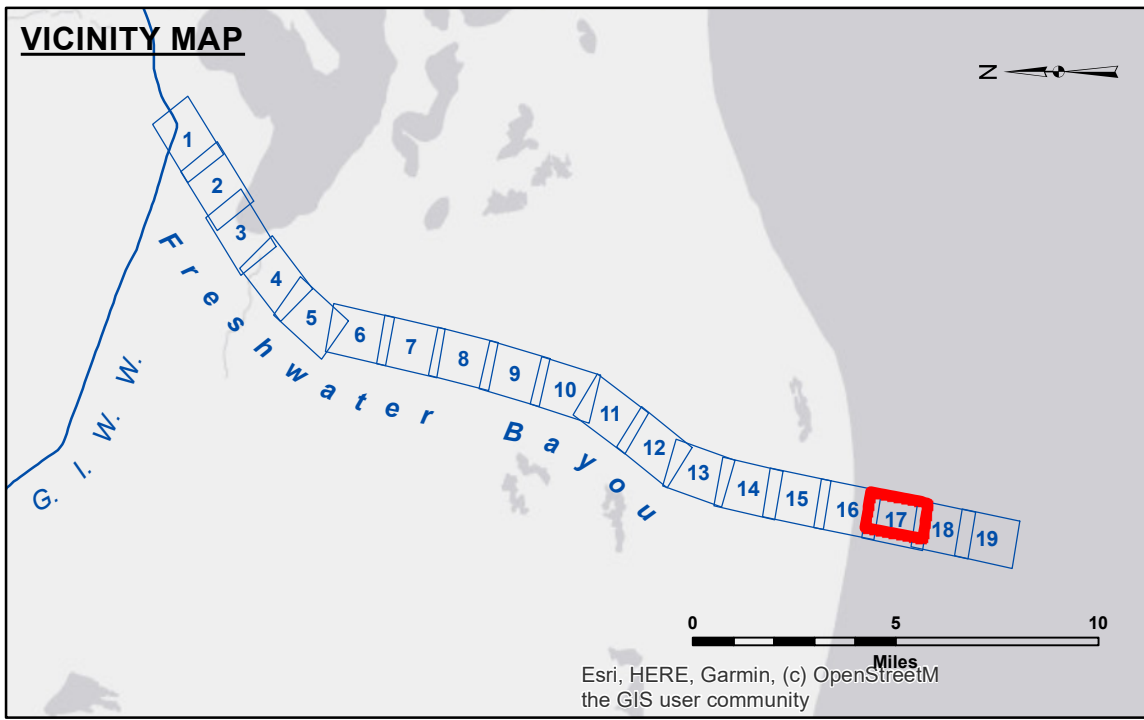 VICINITY MAP
N
1
2
3
4
5
6
7
8
9
10
11
12
13
14
15
16
17
18
19
Freshwater Bayou
G. I. W. W.
0 5 10
Miles
Esri, HERE, Garmin, (c) OpenStreetM
the GIS user community